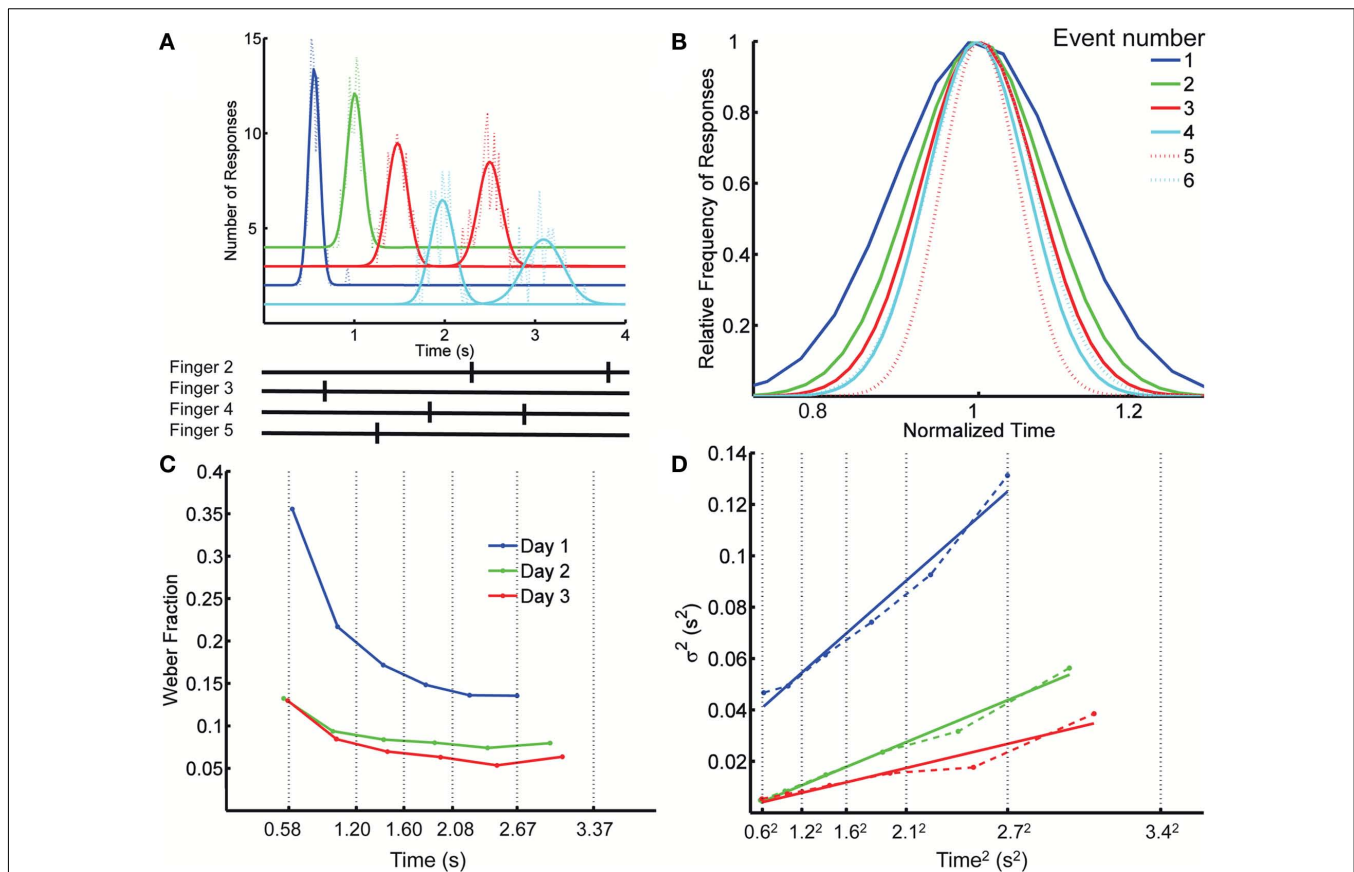 A
15
10
5
Number of Responses
1
2
3
4
Time (s)
Finger 2
Finger 3
Finger 4
Finger 5
B
Event number
1
2
3
4
5
6
1
0.8
0.6
0.4
0.2
Relative Frequency of Responses
0.8
1
1.2
Normalized Time
C
0.4
0.35
0.3
0.25
0.2
0.15
0.1
0.05
Weber Fraction
Day 1
Day 2
Day 3
0.58 1.20 1.60 2.08 2.67 3.37
Time (s)
D
0.14
0.12
0.1
0.08
0.06
0.04
0.02
σ² (s²)
0.6² 1.2² 1.6² 2.1² 2.7² 3.4²
Time² (s²)